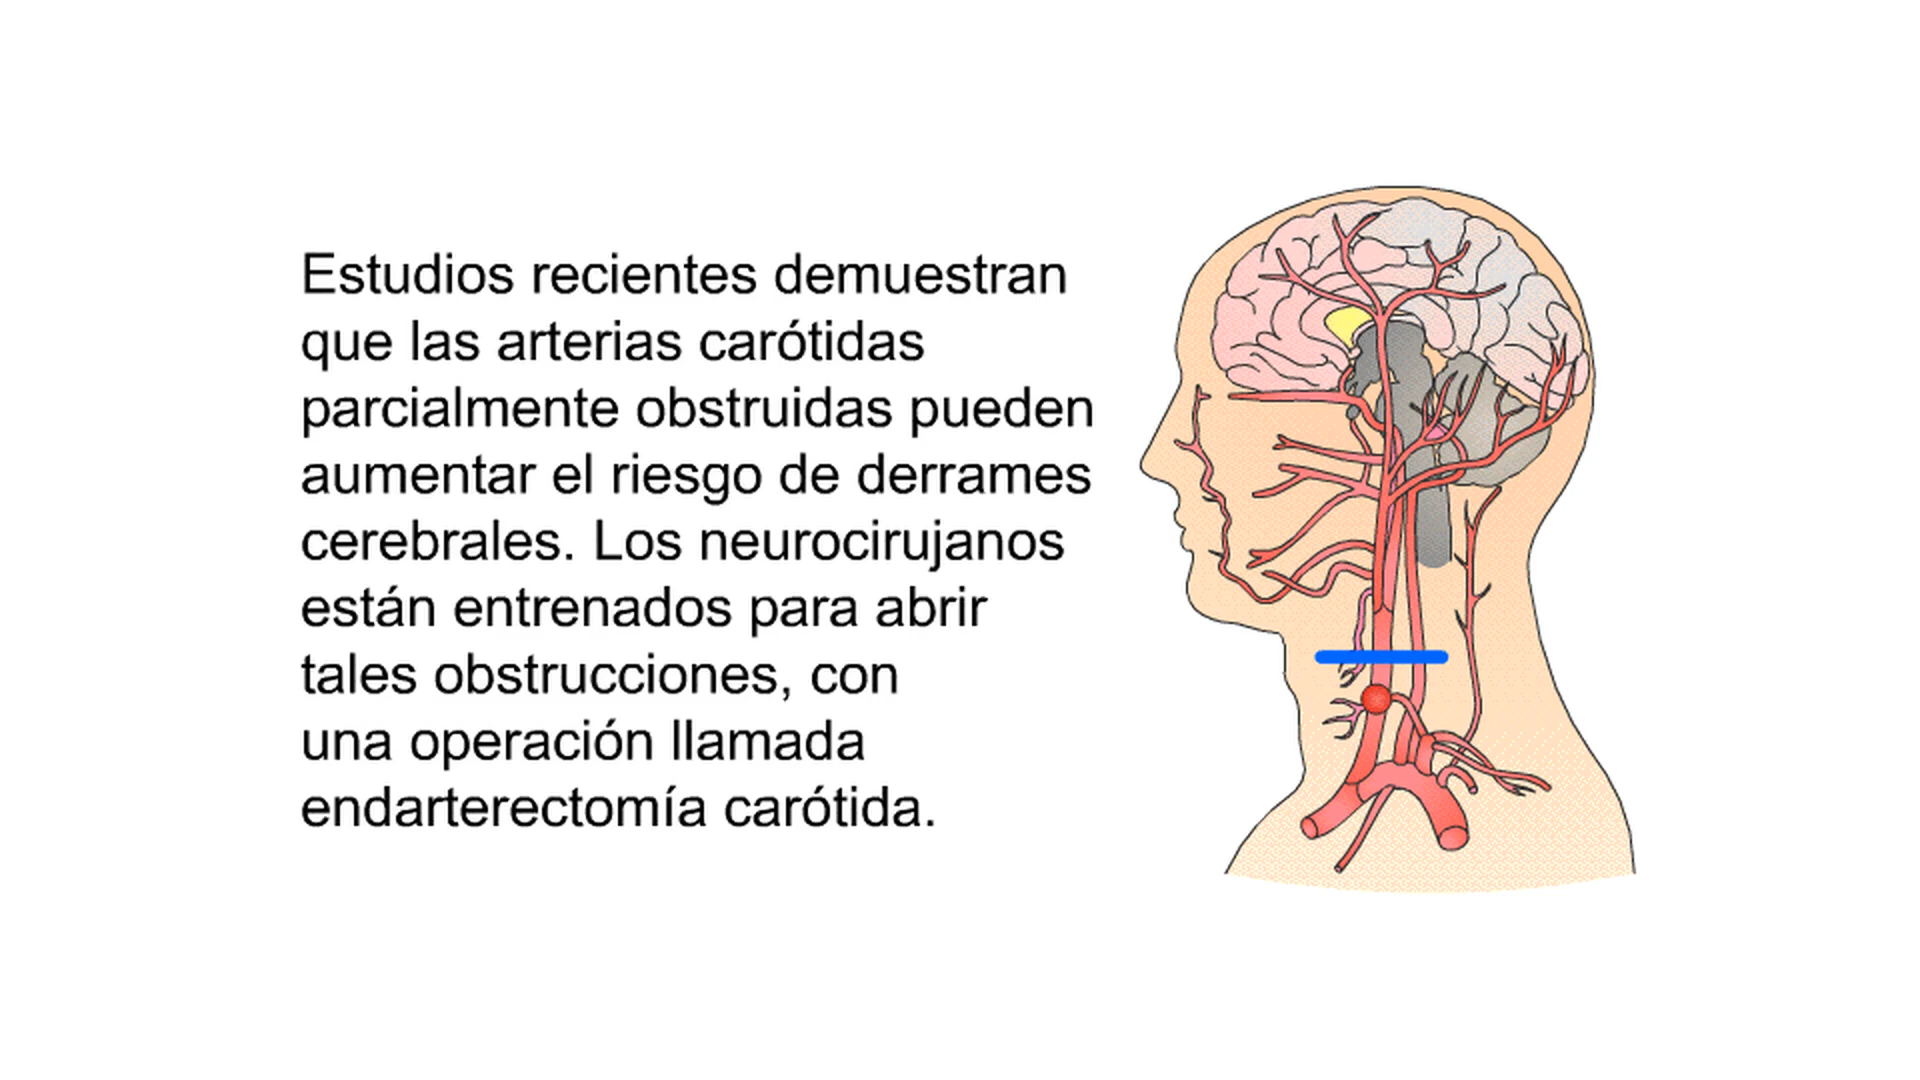 Estudios recientes demuestran
que las arterias carótidas
parcialmente obstruidas pueden
aumentar el riesgo de derrames
cerebrales. Los neurocirujanos
están entrenados para abrir
tales obstrucciones, con
una operación llamada
endarterectomía carótida.